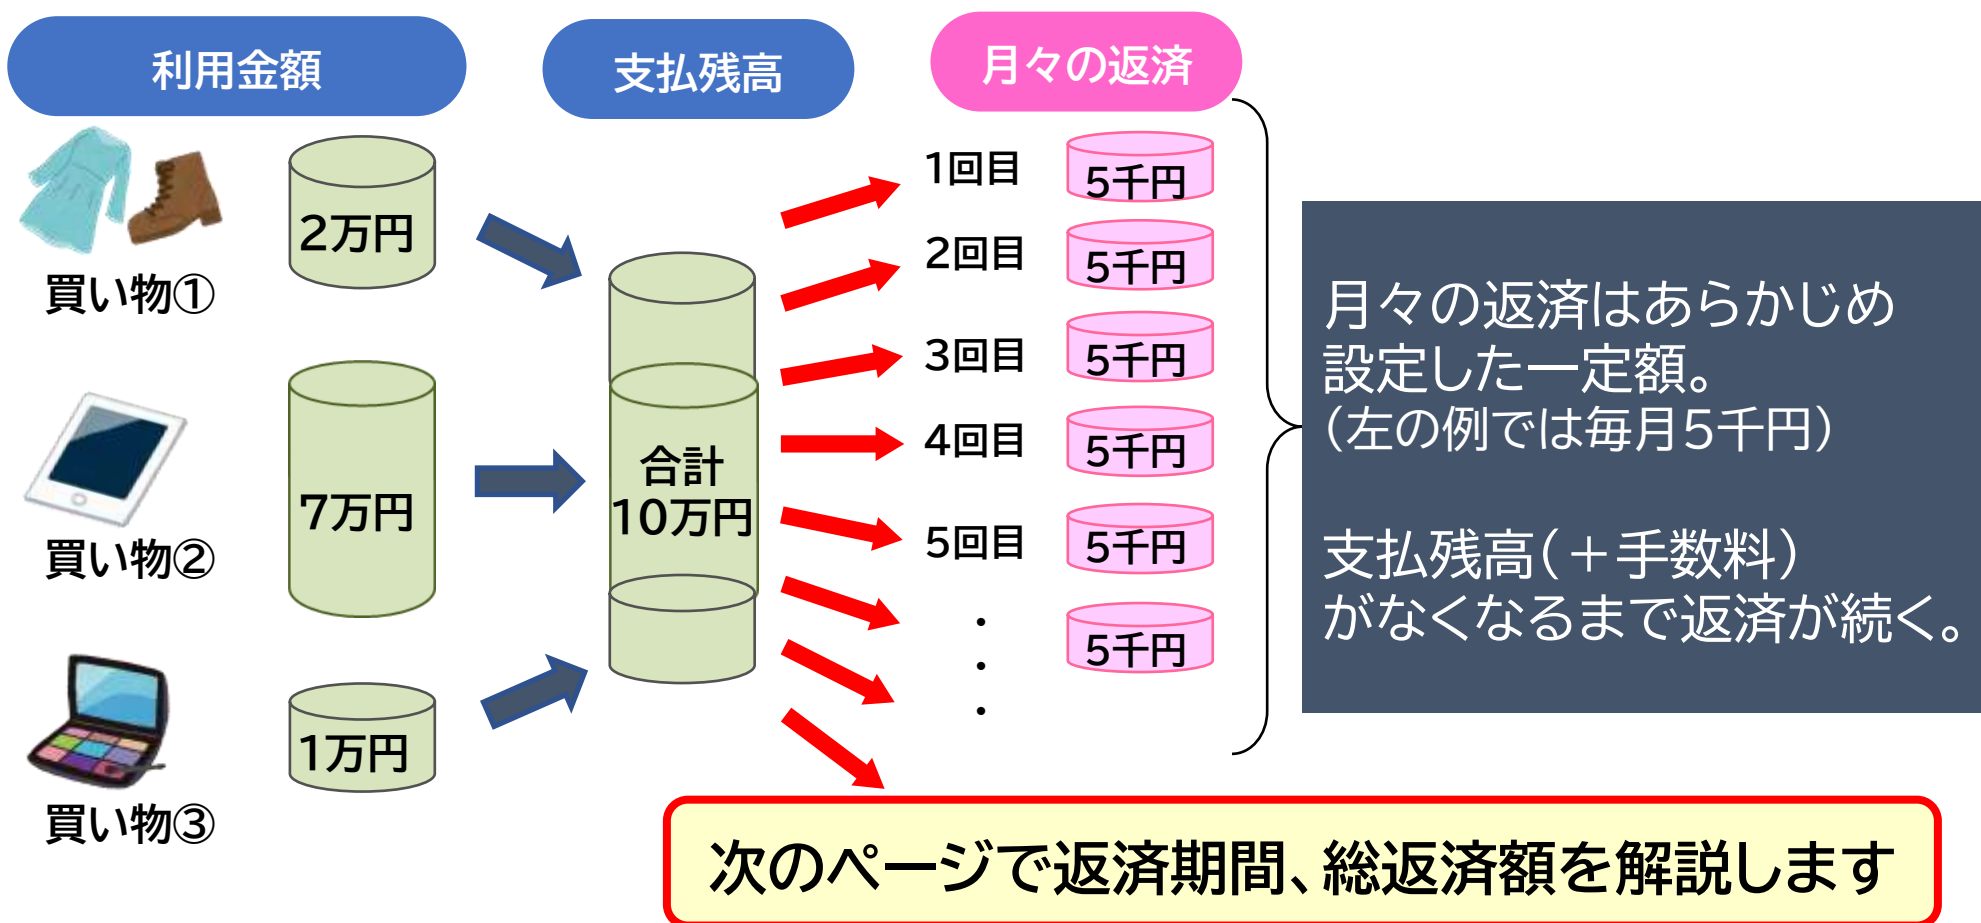 利用金額
支払残高
月々の返済
2万円
買い物①
7万円
買い物②
1万円
買い物③
合計
10万円
1回目
5千円
2回目
5千円
3回目
5千円
4回目
5千円
5回目
5千円
・
・
・
5千円
月々の返済はあらかじめ
設定した一定額。
(左の例では毎月5千円)
支払残高(+手数料)
がなくなるまで返済が続く。
次のページで返済期間、総返済額を解説します